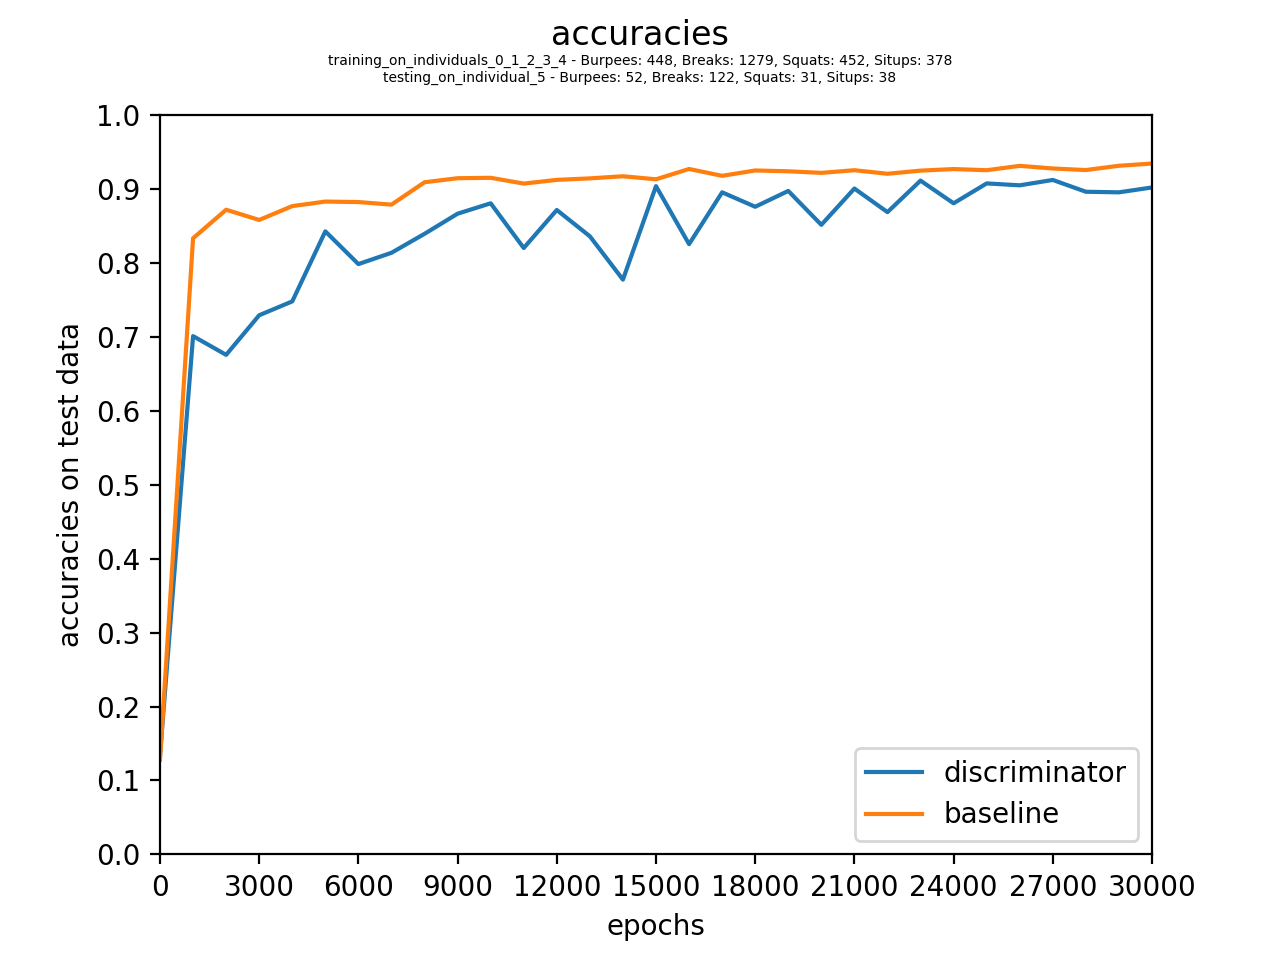 accuracies
training_on_individuals_0_1_2_3_4 - Burpees: 448, Breaks: 1279, Squats: 452, Situps: 378
testing_on_individual_5 - Burpees: 52, Breaks: 122, Squats: 31, Situps: 38
1.0
0.9
0.8
0.7
0.6
0.5
0.4
0.3
0.2
0.1
0.0
accuracies on test data
discriminator
baseline
0 3000 6000 9000 12000 15000 18000 21000 24000 27000 30000
epochs